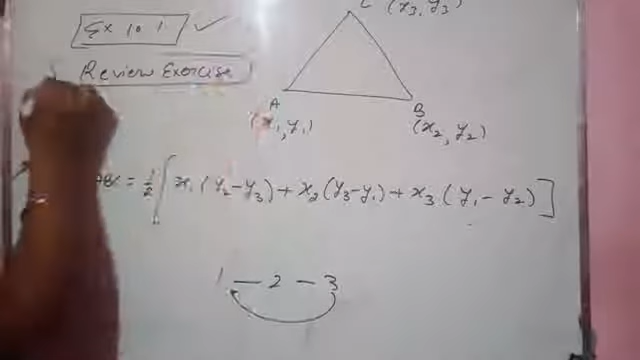 Ex 10.1 ✓
C (x₃, y₃)
Review Exercise
A
B
(x₁, y₁)
(x₂, y₂)
= 1/2 [ x₁ (y₂ - y₃) + x₂ (y₃ - y₁) + x₃ (y₁ - y₂) ]
1 — 2 — 3